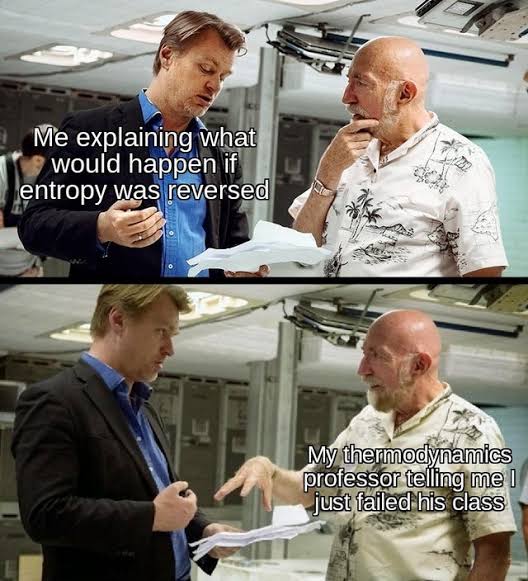 Me explaining what
would happen if
entropy was reversed
My thermodynamics
professor telling me I
just failed his class